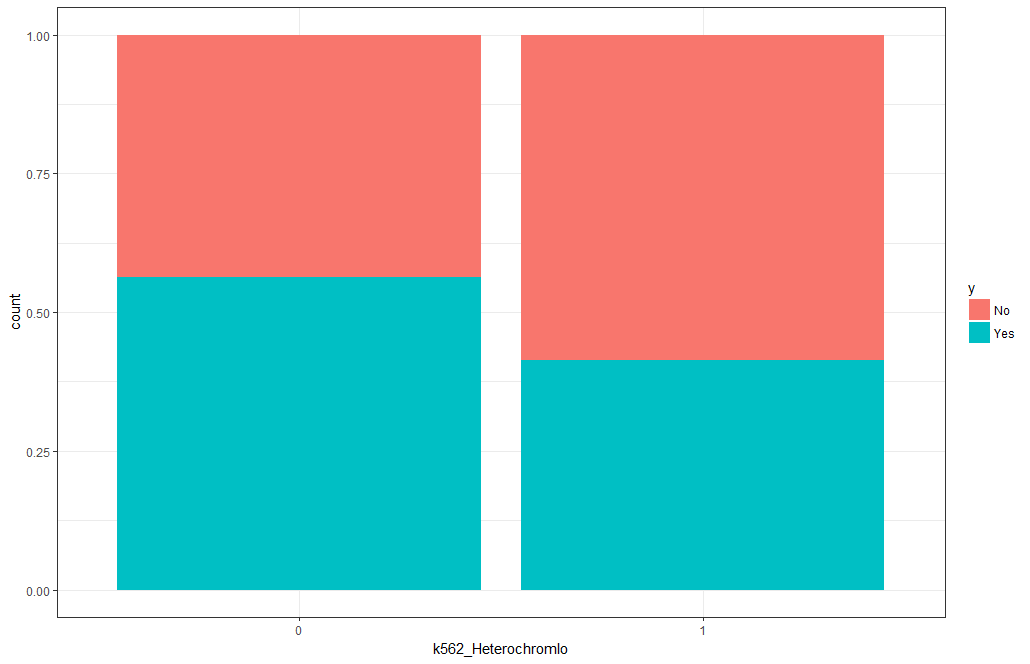 1.00
0.75
0.50
0.25
0.00
count
0
1
k562_Heterochromlo
y
No
Yes